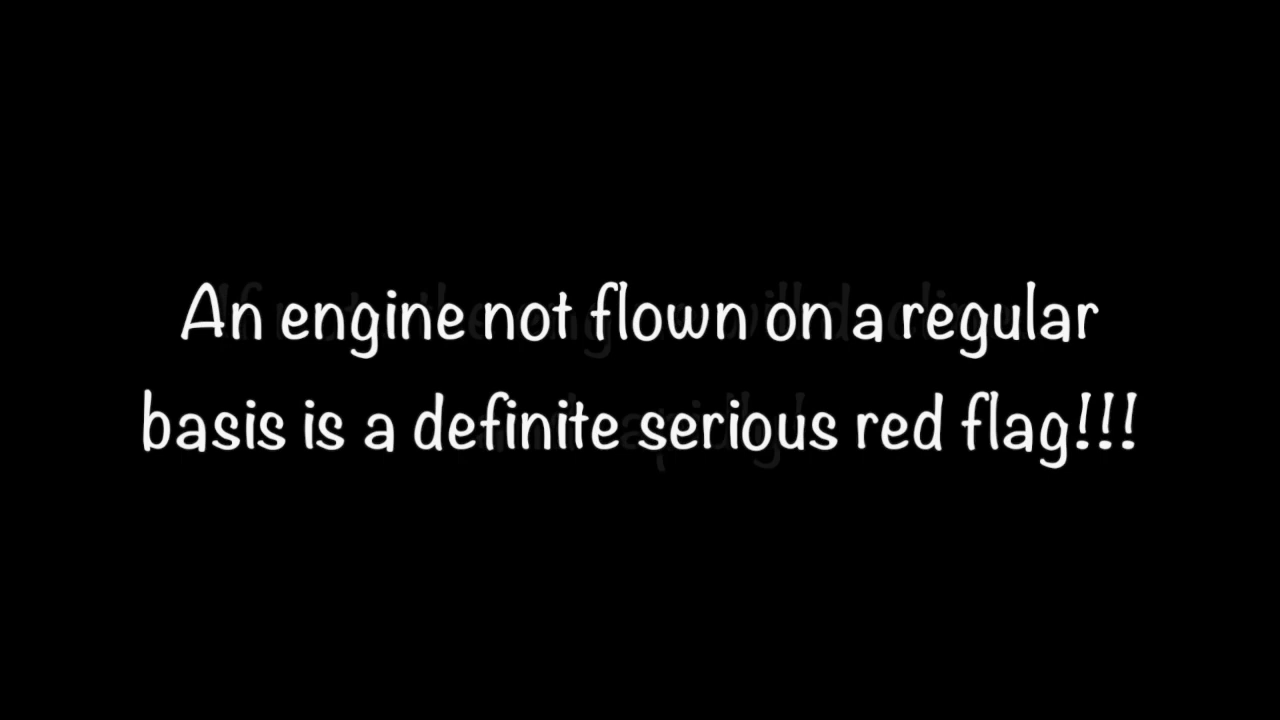 An engine not flown on a regular
basis is a definite serious red flag!!!